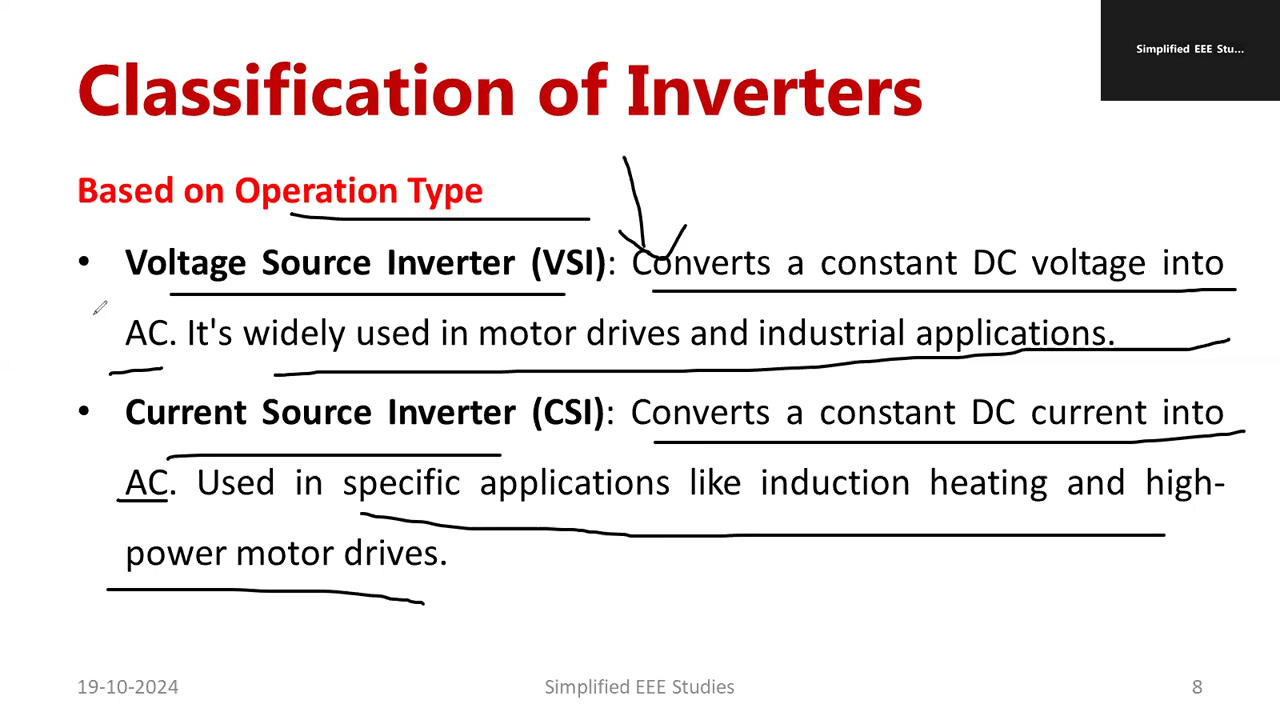 Simplified EEE Stu...
Classification of Inverters
Based on Operation Type
• Voltage Source Inverter (VSI): Converts a constant DC voltage into
AC. It's widely used in motor drives and industrial applications.
• Current Source Inverter (CSI): Converts a constant DC current into
AC. Used in specific applications like induction heating and high-
power motor drives.
19-10-2024
Simplified EEE Studies
8